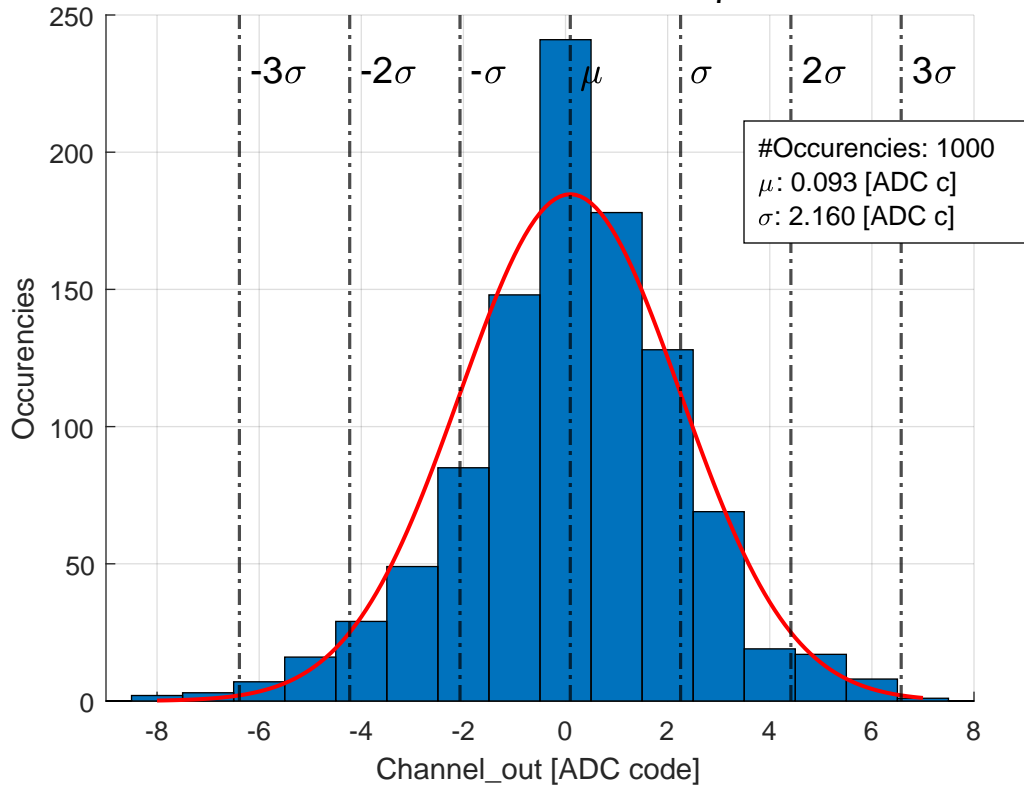 250
-3σ
-2σ
-σ
μ
σ
2σ
3σ
#Occurencies: 1000
μ: 0.093 [ADC c]
σ: 2.160 [ADC c]
200
150
100
50
0
Occurencies
-8
-6
-4
-2
0
2
4
6
8
Channel_out [ADC code]